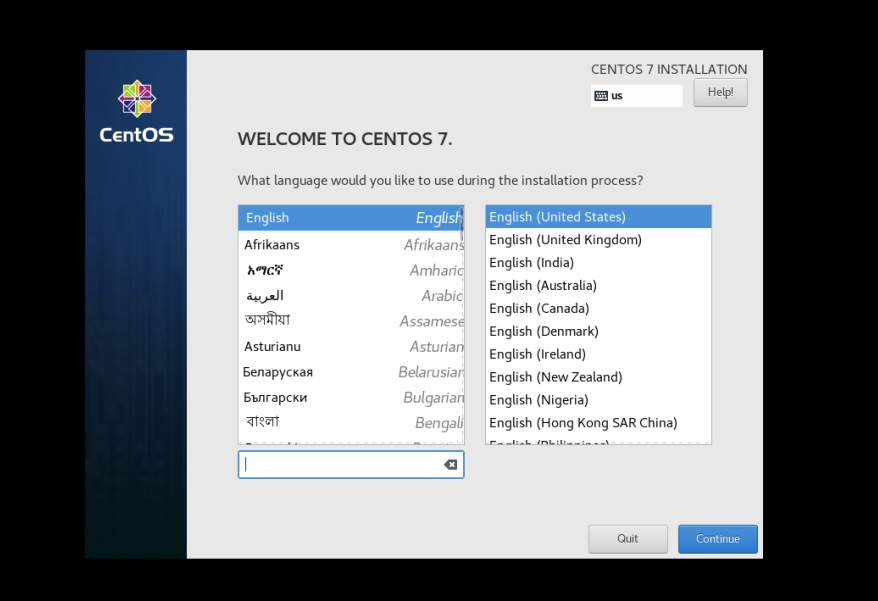 CentOS
CENTOS 7 INSTALLATION
us
Help!
WELCOME TO CENTOS 7.
What language would you like to use during the installation process?
English English
Afrikaans Afrikaans
አማርኛ Amharic
العربية Arabic
অসমীয়া Assamese
Asturianu Asturian
Беларуская Belarusian
Български Bulgarian
বাংলা Bengali
English (United States)
English (United Kingdom)
English (India)
English (Australia)
English (Canada)
English (Denmark)
English (Ireland)
English (New Zealand)
English (Nigeria)
English (Hong Kong SAR China)
English (Philippines)
Quit
Continue